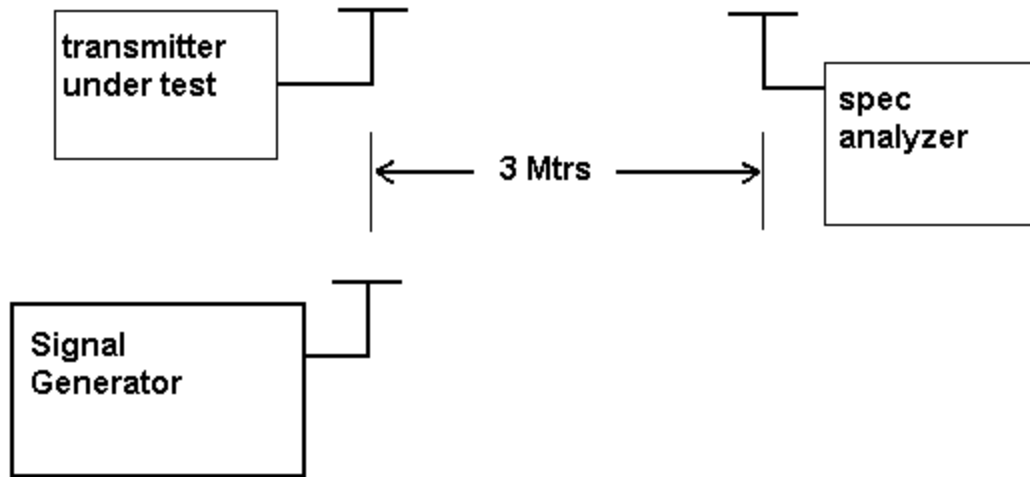 transmitter
under test
spec
analyzer
3 Mtrs
Signal
Generator